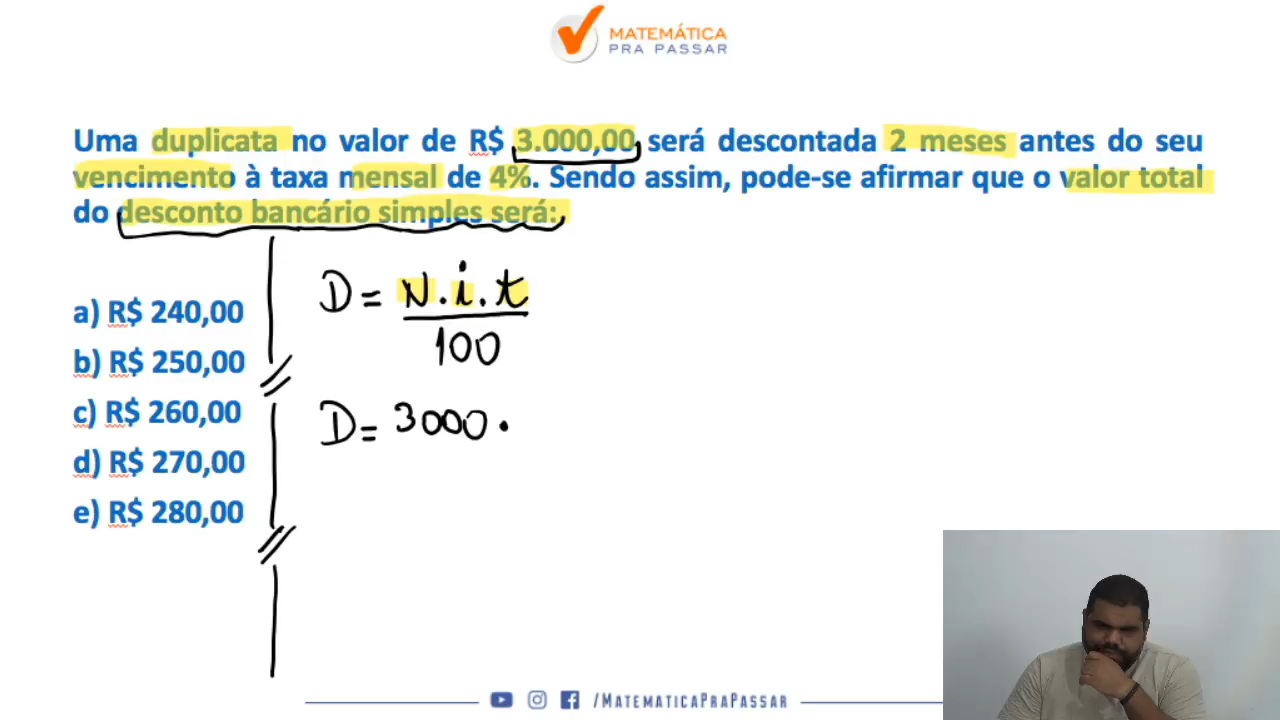 MATEMÁTICA
PRA PASSAR
Uma duplicata no valor de R$ 3.000,00 será descontada 2 meses antes do seu
vencimento à taxa mensal de 4%. Sendo assim, pode-se afirmar que o valor total
do desconto bancário simples será:
a) R$ 240,00
b) R$ 250,00
c) R$ 260,00
d) R$ 270,00
e) R$ 280,00
D = N.i.t
100
D = 3000 .
/MATEMATICAPRAPASSAR